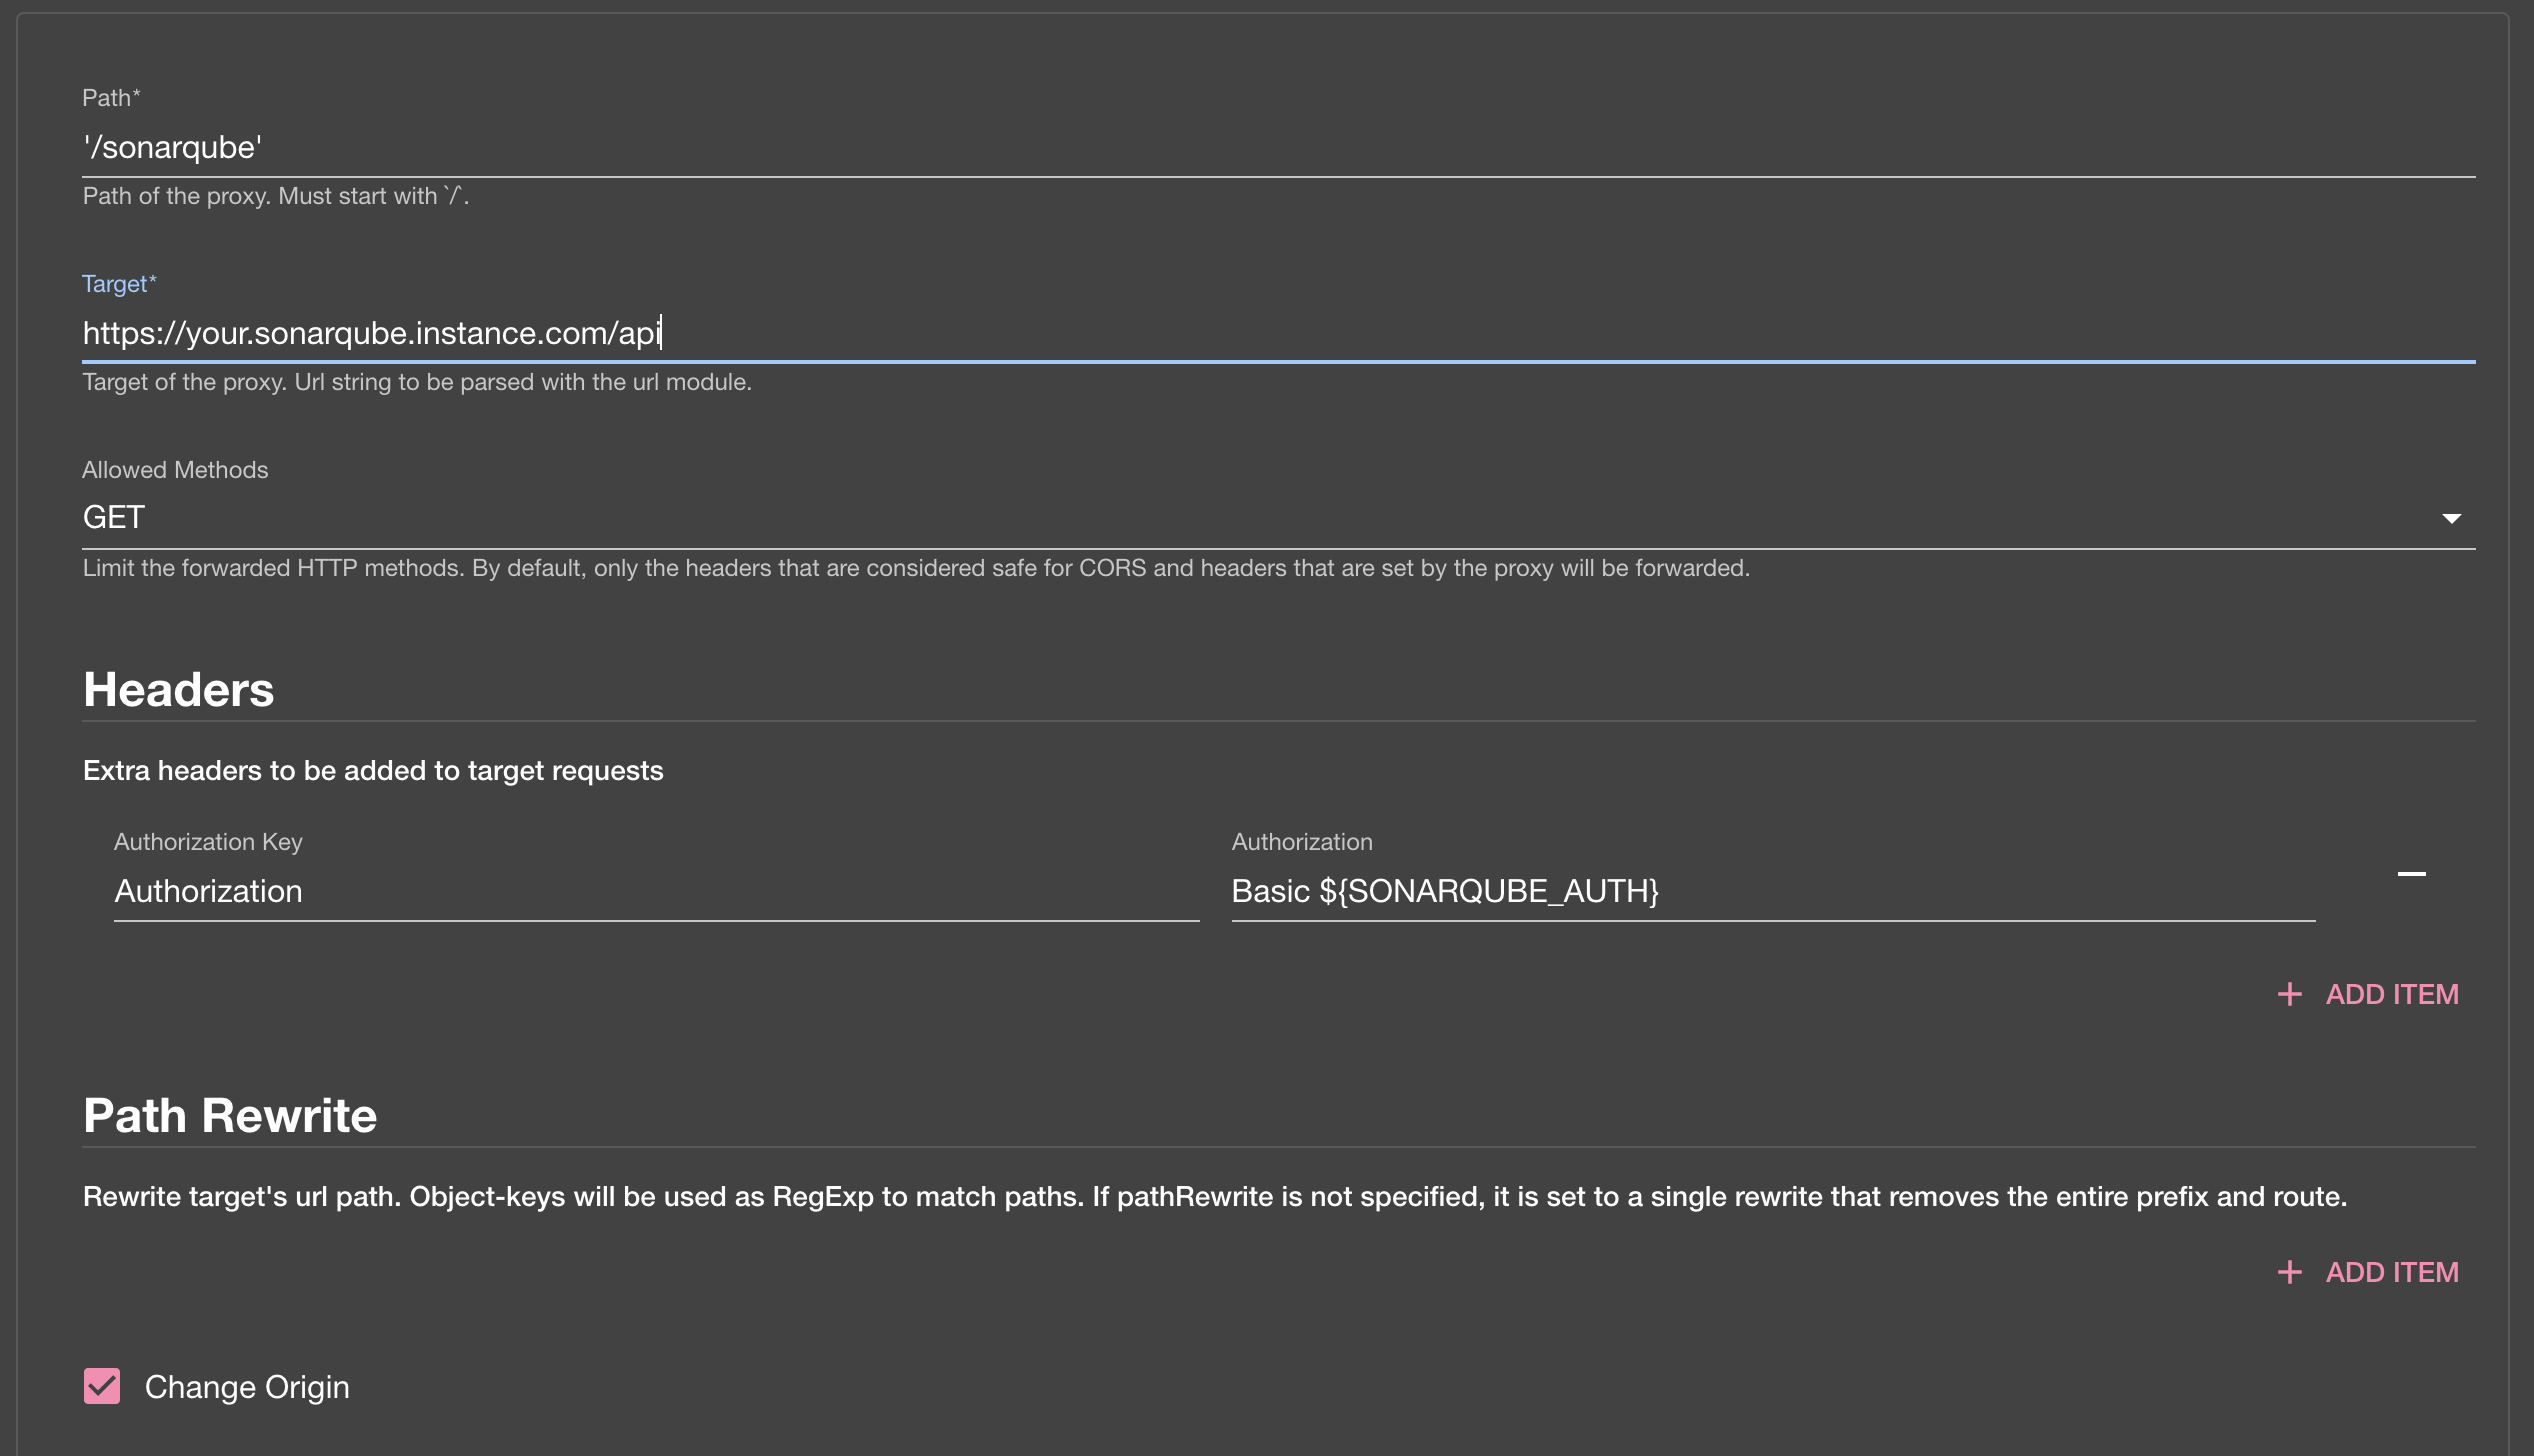 Path*
'/sonarqube'
Path of the proxy. Must start with `/`.
Target*
https://your.sonarqube.instance.com/api
Target of the proxy. Url string to be parsed with the url module.
Allowed Methods
GET
Limit the forwarded HTTP methods. By default, only the headers that are considered safe for CORS and headers that are set by the proxy will be forwarded.
Headers
Extra headers to be added to target requests
Authorization Key
Authorization
Authorization
Basic ${SONARQUBE_AUTH}
+ ADD ITEM
Path Rewrite
Rewrite target's url path. Object-keys will be used as RegExp to match paths. If pathRewrite is not specified, it is set to a single rewrite that removes the entire prefix and route.
+ ADD ITEM
Change Origin